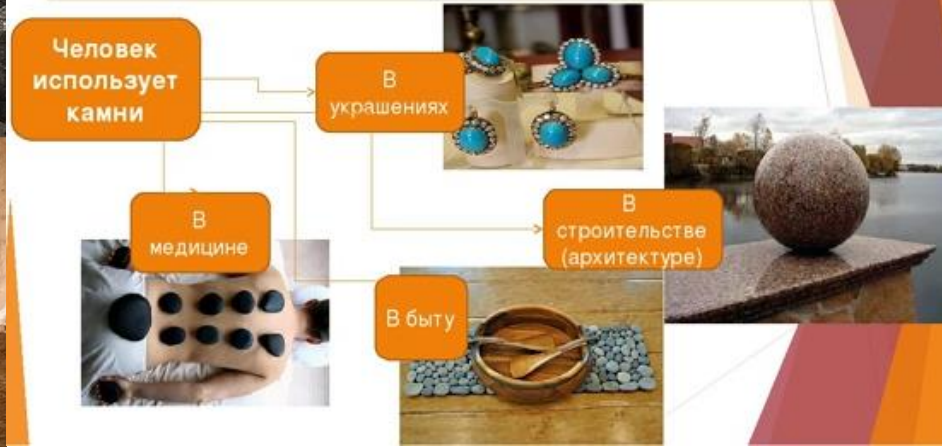 Человек
использует
камни
В
украшениях
В
медицине
В
строительстве
(архитектуре)
В быту